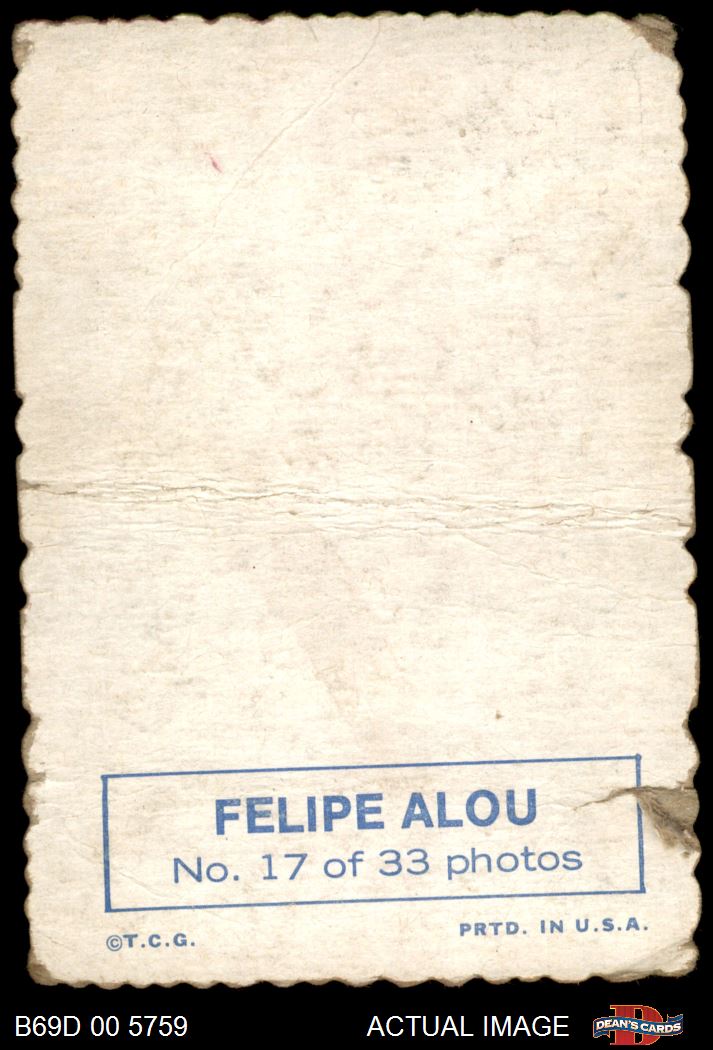 FELIPE ALOU
No. 17 of 33 photos
©T.C.G.
PRTD. IN U.S.A.
B69D 00 5759
ACTUAL IMAGE
B
DEAN'S CARDS